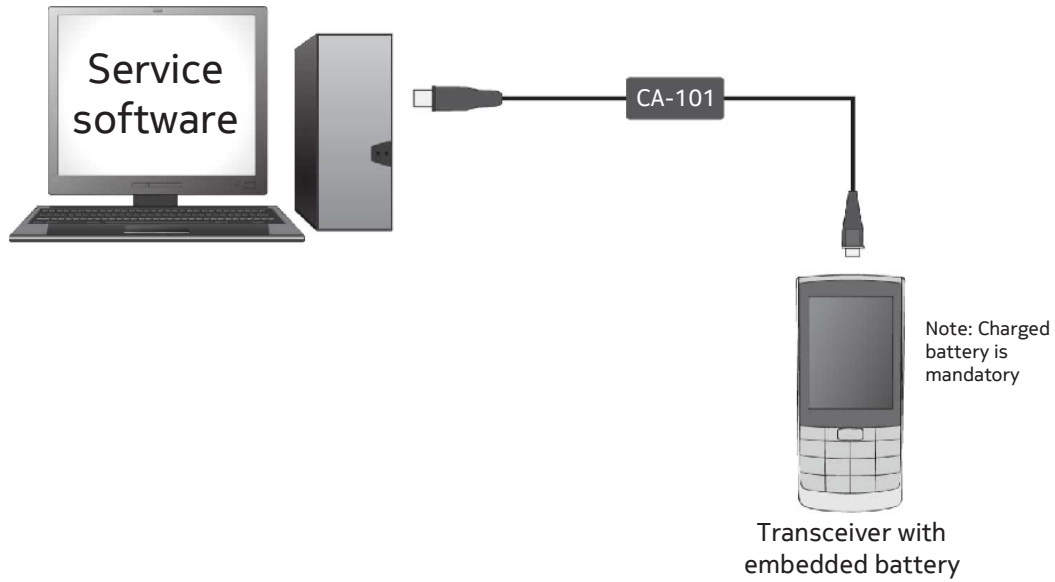 Service
software
CA-101
Note: Charged
battery is
mandatory
Transceiver with
embedded battery